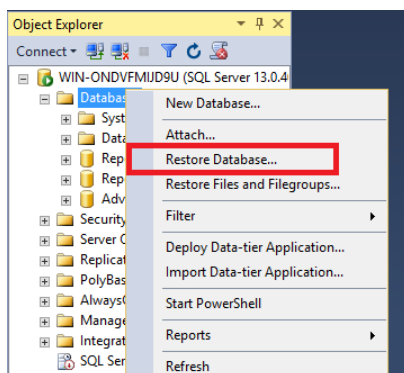 Object Explorer
Connect
WIN-ONDVFMIJD9U (SQL Server 13.0.4
Databas
New Database...
Syst
Data
Attach...
Rep
Restore Database...
Rep
Restore Files and Filegroups...
Adv
Security
Filter
Server O
Replicat
Deploy Data-tier Application...
PolyBas
Import Data-tier Application...
AlwaysO
Start PowerShell
Manage
Integrat
Reports
SQL Ser
Refresh